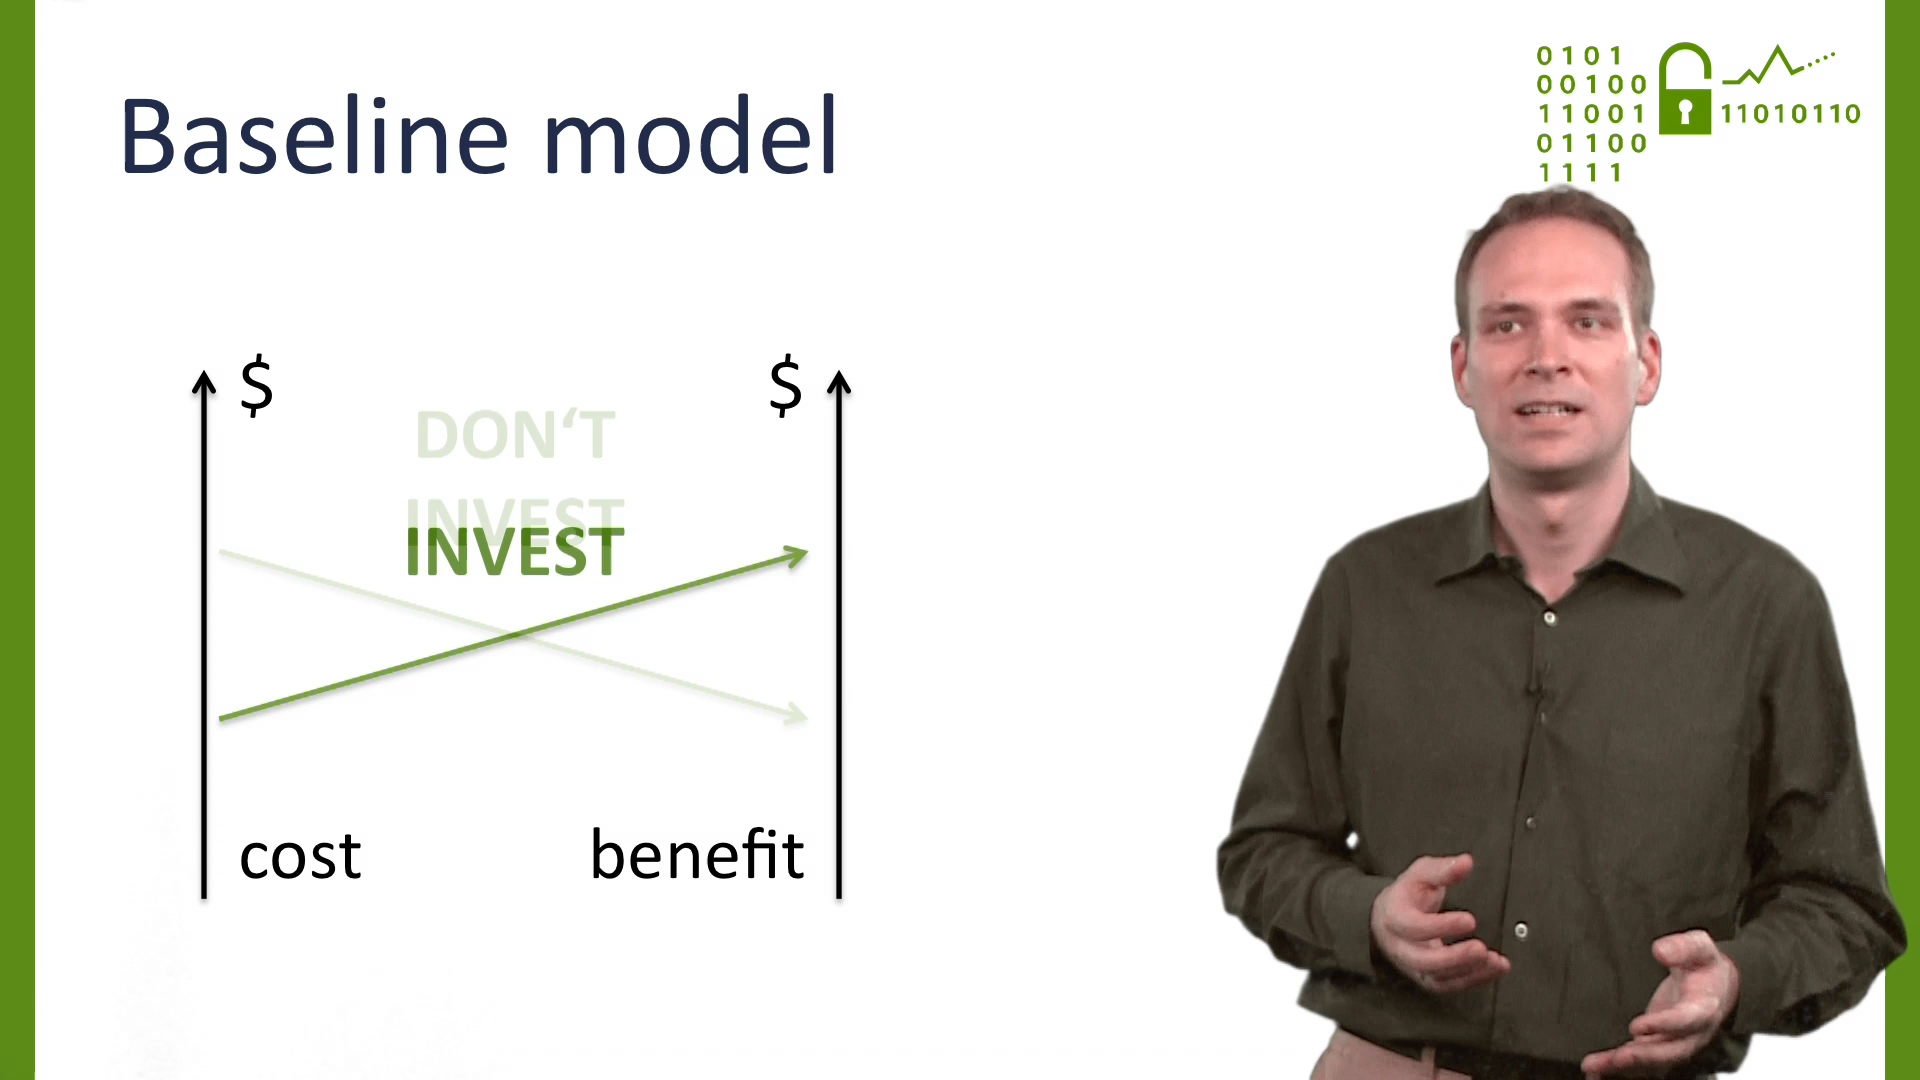 Baseline model
0101
00100
11001
11010110
01100
1111
$
$
DON‘T
INVEST
INVEST
cost
benefit